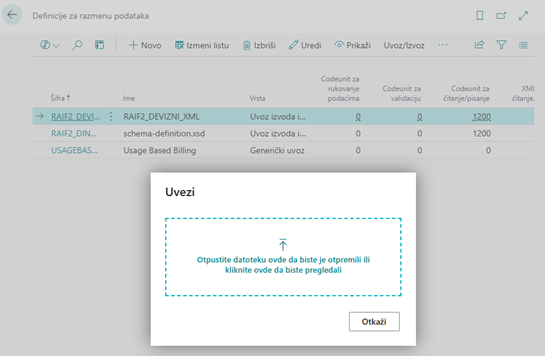 Definicije za razmenu podataka
Novo
Izmeni listu
Izbriši
Uredi
Prikaži
Uvoz/Izvoz
Šifra ↑
Ime
Vrsta
Codeunit za rukovanje podacima
Codeunit za validaciju
Codeunit za čitanje/pisanje
XM
čitanje,
RAIF2_DEVI... RAIF2_DEVIZNI_XML Uvoz izvoda i... 0 0 1200
RAIF2_DIN... schema-definition.xsd Uvoz izvoda i... 0 0 1200
USAGEBAS... Usage Based Billing Generički uvoz 0 0 0
Uvezi
Otpustite datoteku ovde da biste je otpremili ili
kliknite ovde da biste pregledali
Otkaži